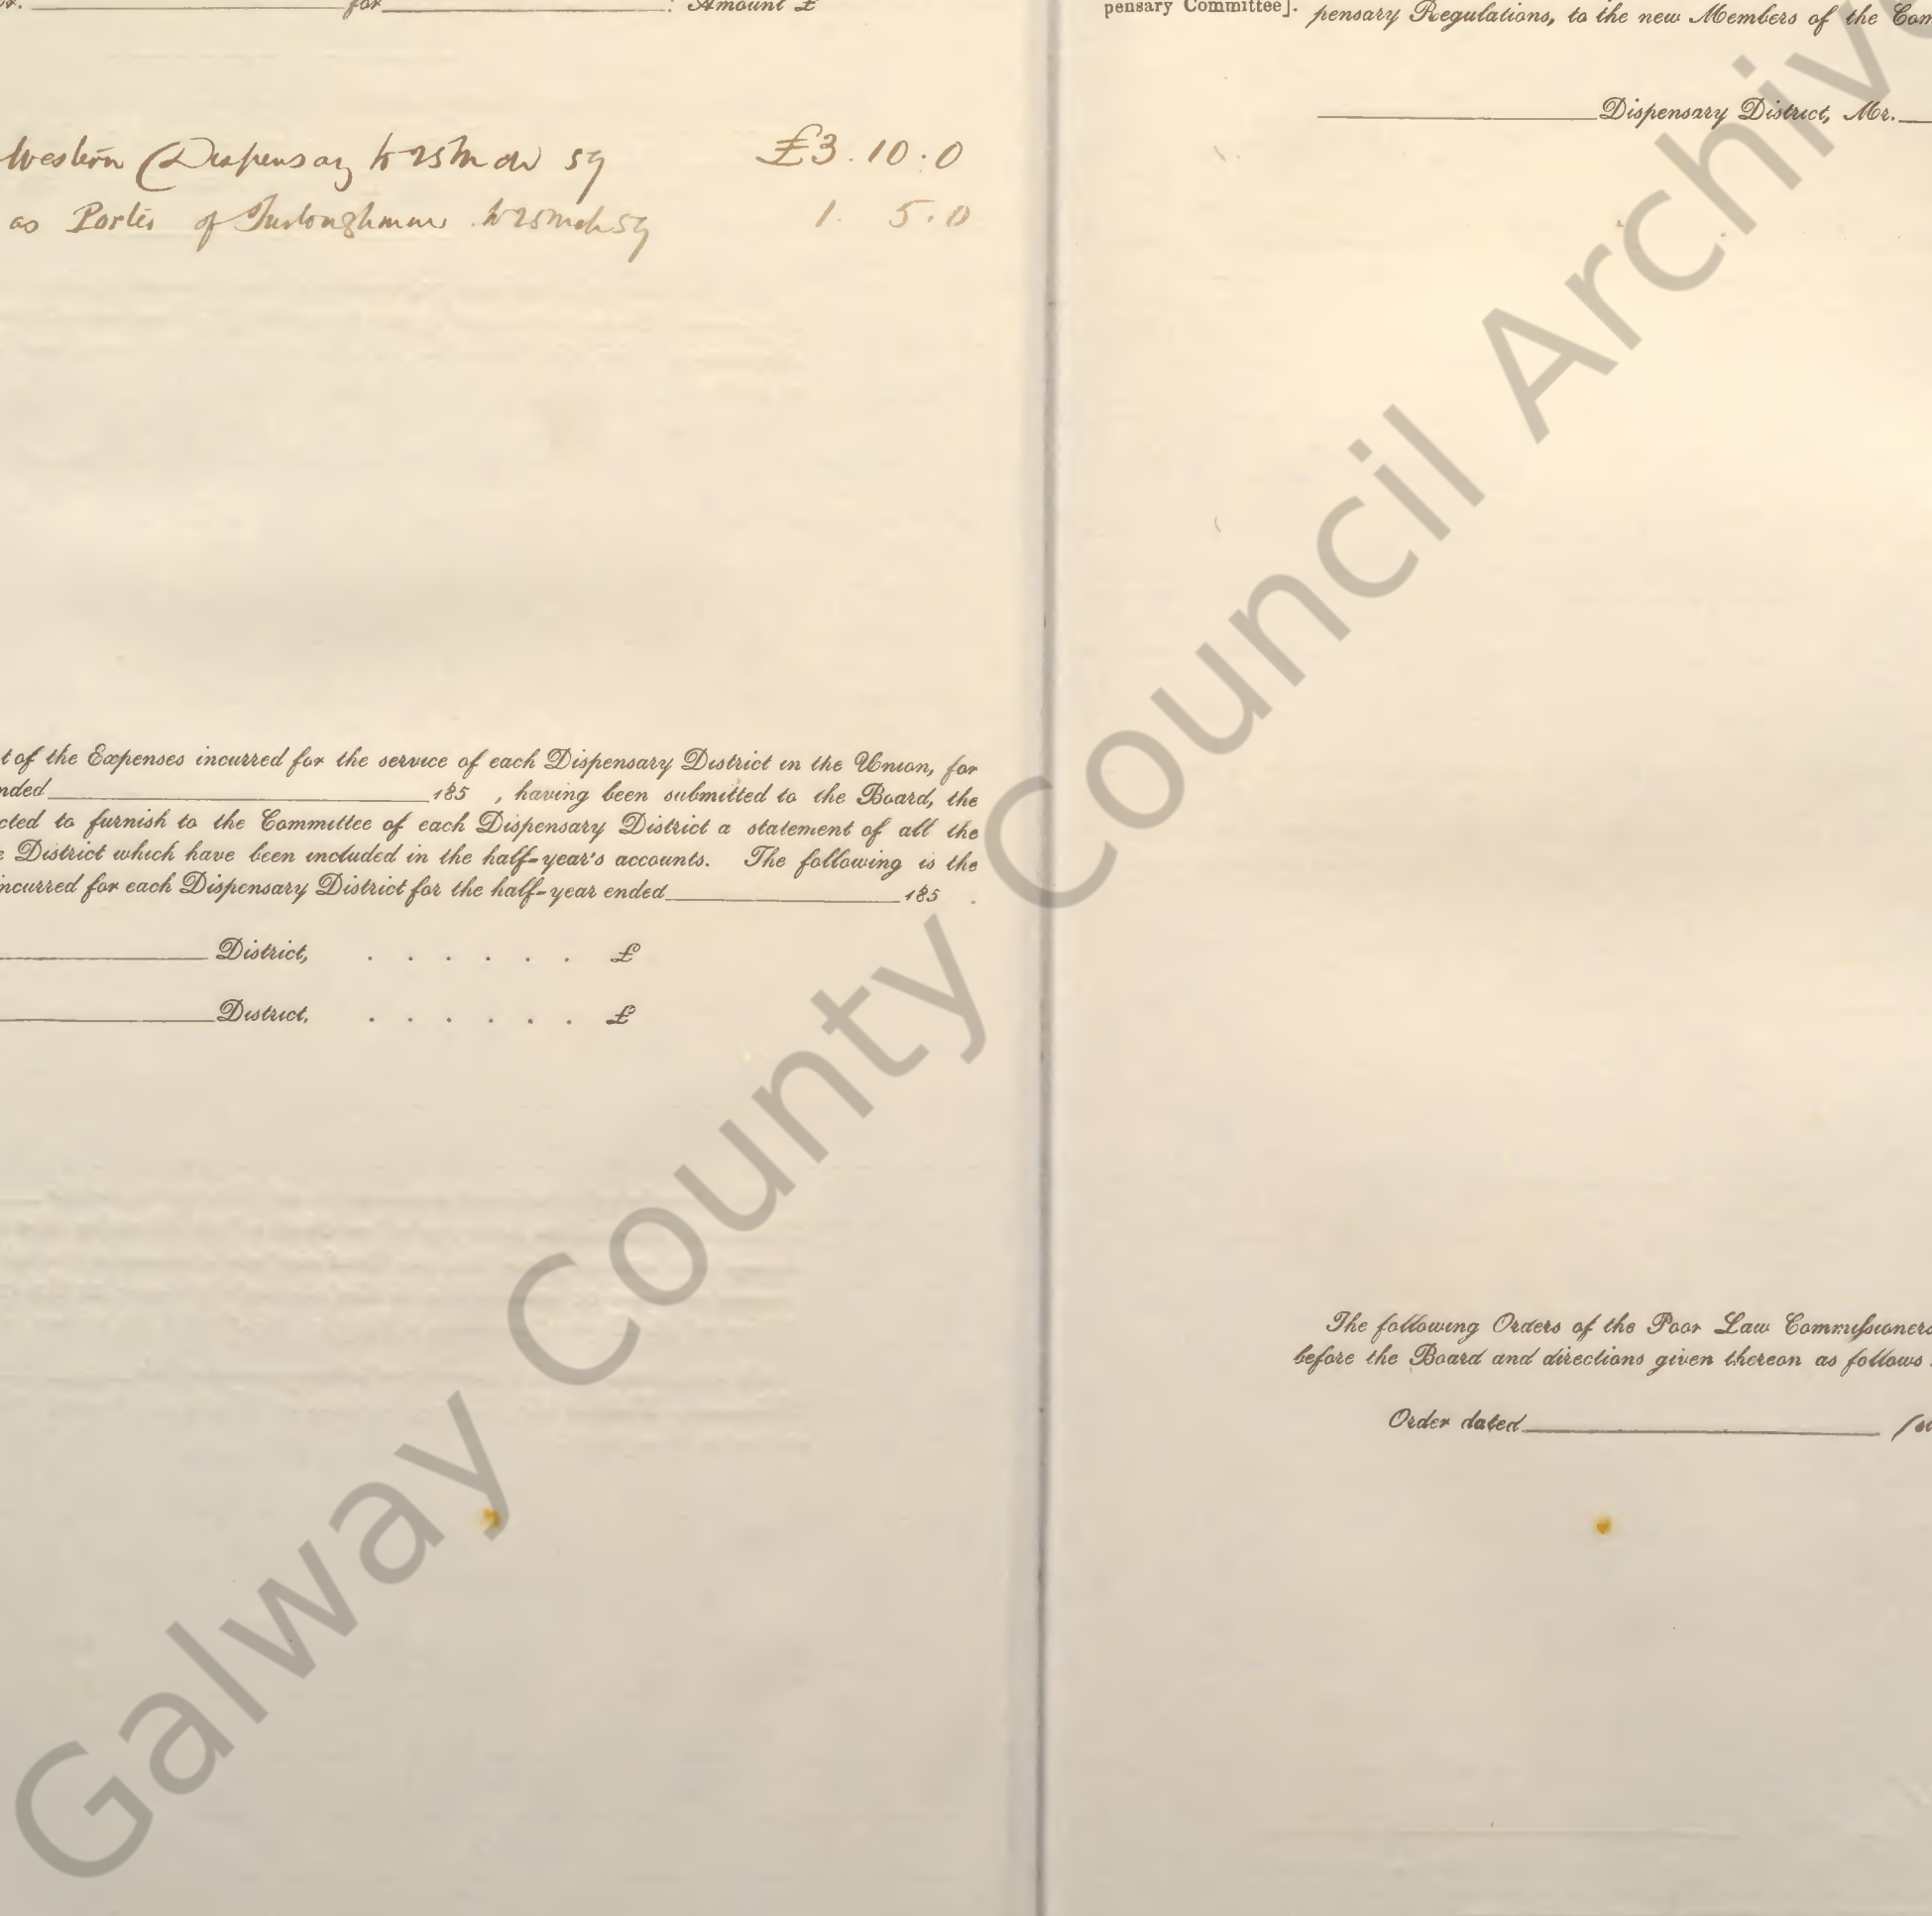 for : Amount £
Western Dispensary to 25 Mar 59 £3.10:0
as Porter of Turloughmore to 25 Mch 59 1. 5.0
t of the Expenses incurred for the service of each Dispensary District in the Union, for
nded 185 , having been submitted to the Board, the
cted to furnish to the Committee of each Dispensary District a statement of all the
e District which have been included in the half-year's accounts. The following is the
incurred for each Dispensary District for the half-year ended 185 .
District, . . . . . . £
District, . . . . . . £
pensary Committee]. pensary Regulations, to the new Members of the Com
Dispensary District, Mr.
The following Orders of the Poor Law Commissioners
before the Board and directions given thereon as follows
Order dated
Galway County Council Archive